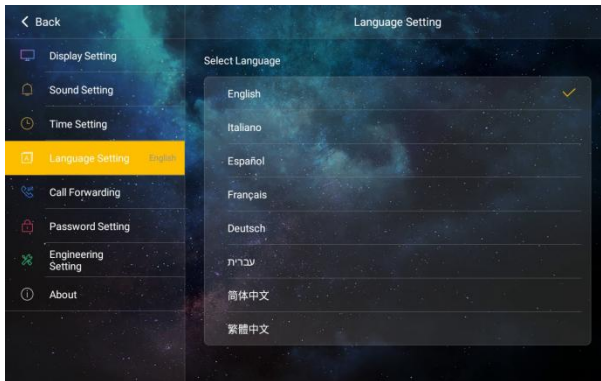 Back
Language Setting
Display Setting
Sound Setting
Time Setting
Language Setting English
Call Forwarding
Password Setting
Engineering
Setting
About
Select Language
English
Italiano
Español
Français
Deutsch
עברית
简体中文
繁體中文